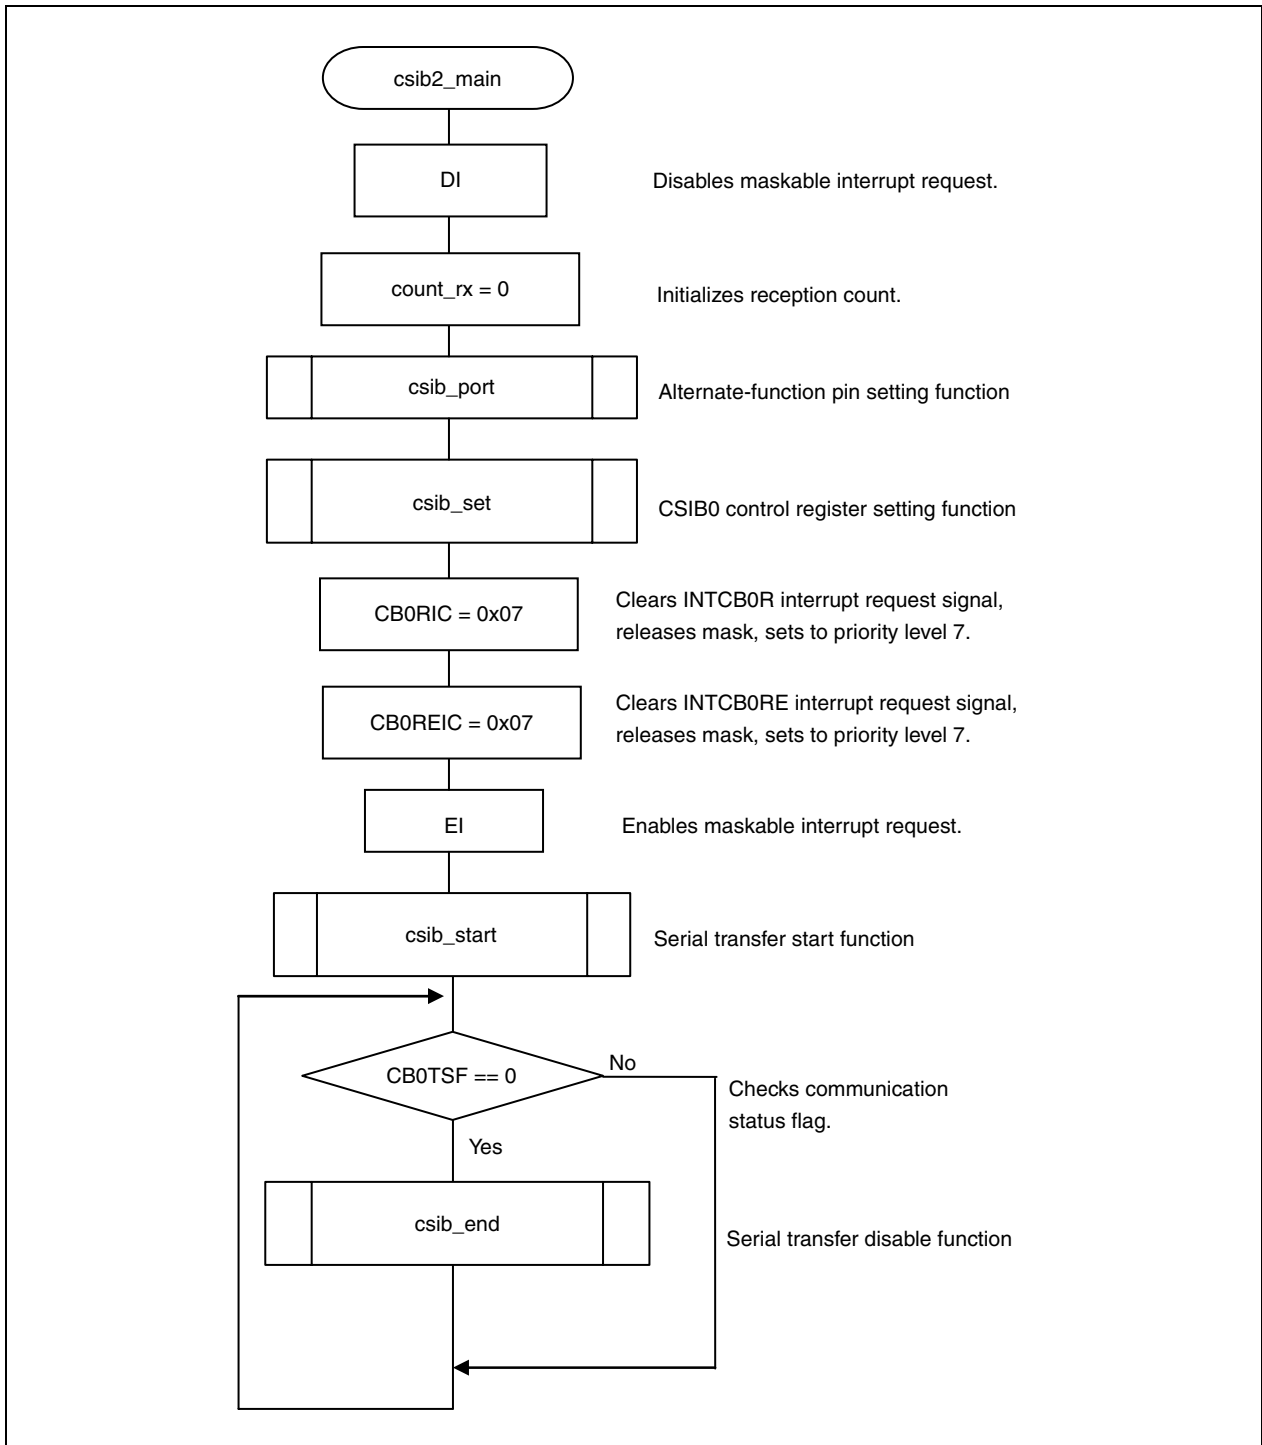 csib2_main
DI
Disables maskable interrupt request.
count_rx = 0
Initializes reception count.
csib_port
Alternate-function pin setting function
csib_set
CSIB0 control register setting function
CB0RIC = 0x07
Clears INTCB0R interrupt request signal,
releases mask, sets to priority level 7.
CB0REIC = 0x07
Clears INTCB0RE interrupt request signal,
releases mask, sets to priority level 7.
EI
Enables maskable interrupt request.
csib_start
Serial transfer start function
CB0TSF == 0
No
Checks communication
status flag.
Yes
csib_end
Serial transfer disable function